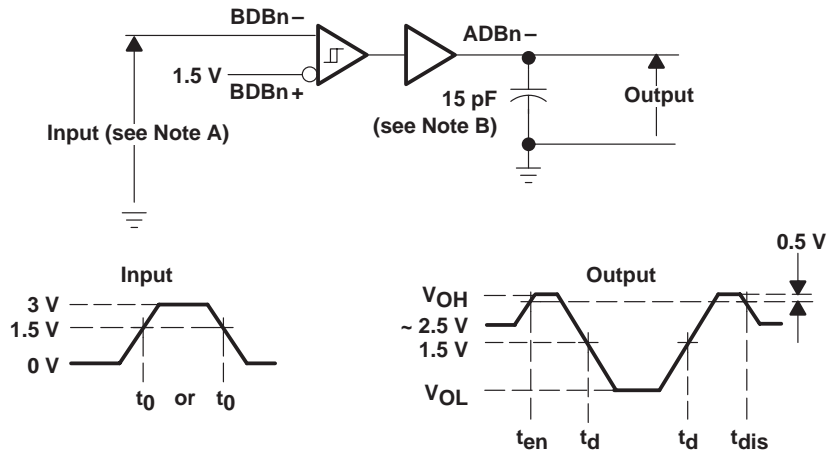 BDBn–
ADBn–
1.5 V
BDBn+
15 pF
(see Note B)
Output
Input (see Note A)
0.5 V
Input
Output
3 V
1.5 V
0 V
t0 or t0
VOH
~ 2.5 V
1.5 V
VOL
ten td td tdis